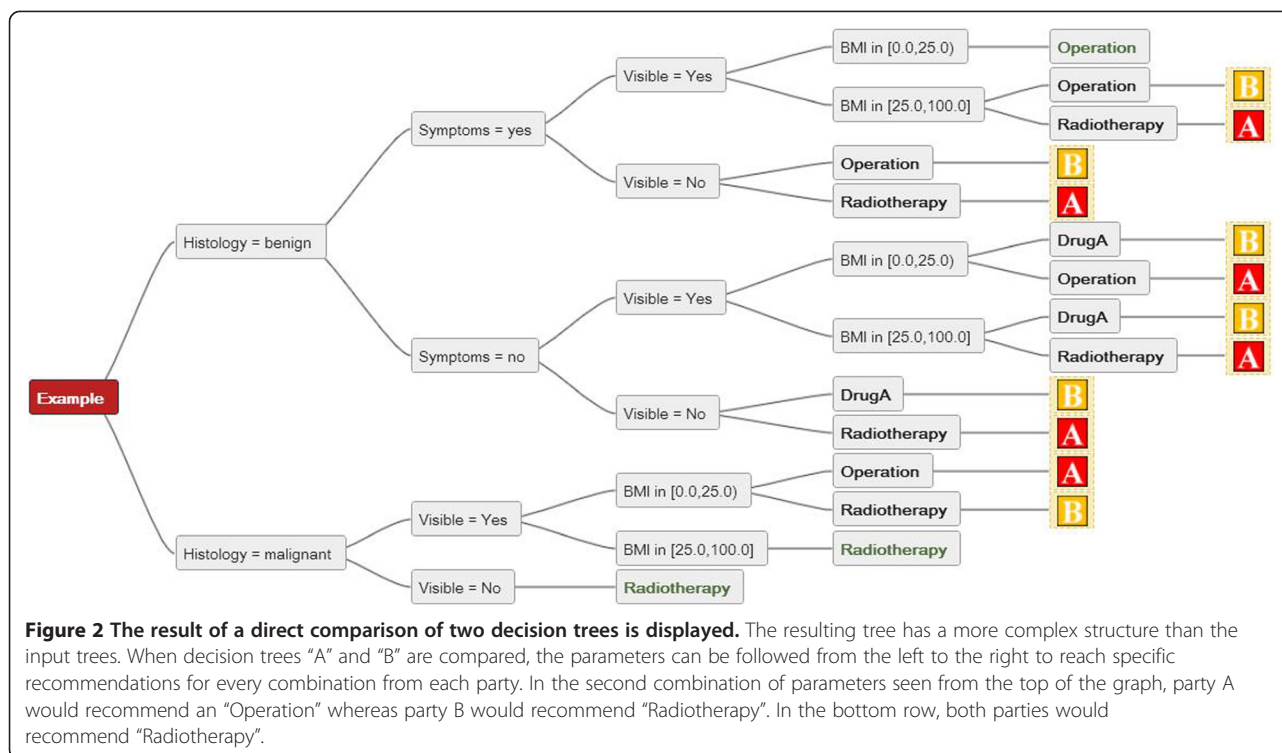 BMI in [0.0,25.0)
Operation
Visible = Yes
Operation
B
BMI in [25.0,100.0]
Symptoms = yes
Radiotherapy
A
Operation
B
Visible = No
Radiotherapy
A
Histology = benign
DrugA
B
BMI in [0.0,25.0)
Operation
A
Visible = Yes
DrugA
B
BMI in [25.0,100.0]
Symptoms = no
Radiotherapy
A
Example
DrugA
B
Visible = No
Radiotherapy
A
Operation
A
BMI in [0.0,25.0)
Radiotherapy
B
Visible = Yes
Histology = malignant
BMI in [25.0,100.0]
Radiotherapy
Visible = No
Radiotherapy
Figure 2 The result of a direct comparison of two decision trees is displayed. The resulting tree has a more complex structure than the
input trees. When decision trees “A” and “B” are compared, the parameters can be followed from the left to the right to reach specific
recommendations for every combination from each party. In the second combination of parameters seen from the top of the graph, party A
would recommend an “Operation” whereas party B would recommend “Radiotherapy”. In the bottom row, both parties would
recommend “Radiotherapy”.